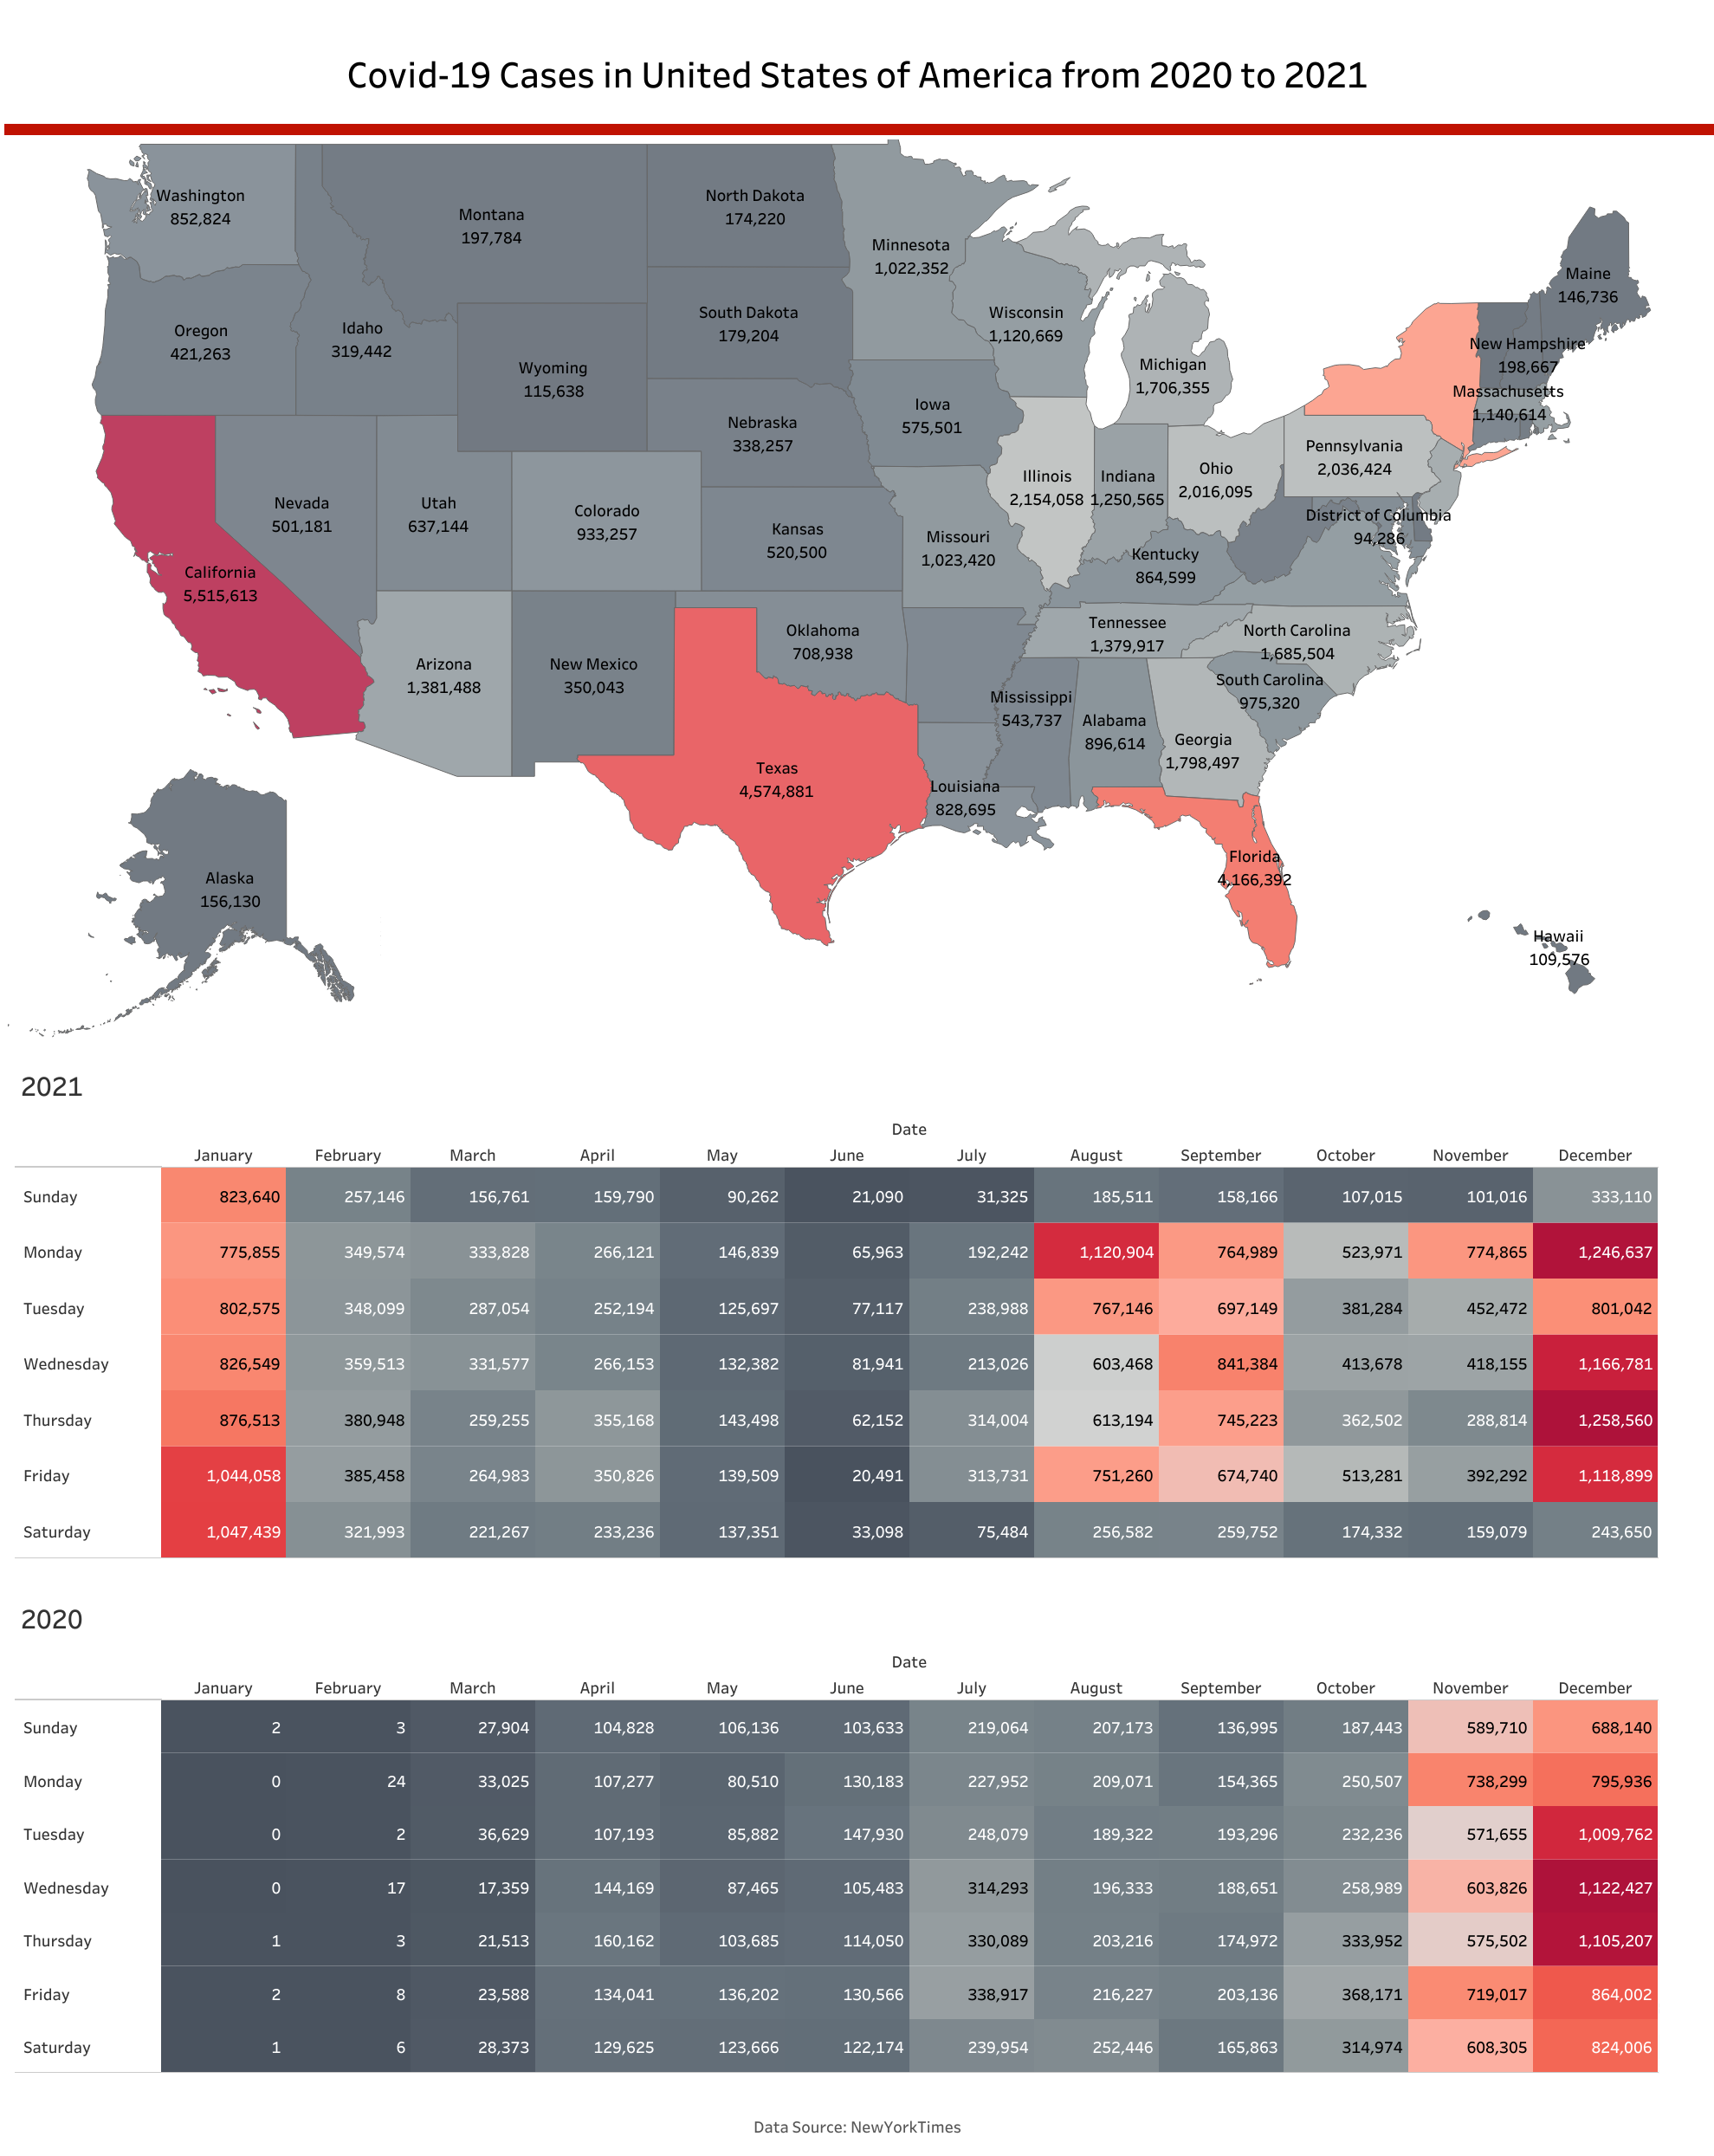 Covid-19 Cases in United States of America from 2020 to 2021
Washington
852,824
Montana
197,784
North Dakota
174,220
Minnesota
1,022,352
Maine
146,736
Oregon
421,263
Idaho
319,442
South Dakota
179,204
Wisconsin
1,120,669
New Hampshire
198,667
Wyoming
115,638
Michigan
1,706,355
Massachusetts
1,140,614
Nebraska
338,257
Iowa
575,501
Pennsylvania
2,036,424
Nevada
501,181
Utah
637,144
Colorado
933,257
Illinois
2,154,058
Indiana
1,250,565
Ohio
2,016,095
Kansas
520,500
Missouri
1,023,420
District of Columbia
94,286
California
5,515,613
Kentucky
864,599
Oklahoma
708,938
Tennessee
1,379,917
North Carolina
1,685,504
Arizona
1,381,488
New Mexico
350,043
South Carolina
975,320
Mississippi
543,737
Alabama
896,614
Georgia
1,798,497
Texas
4,574,881
Louisiana
828,695
Florida
4,166,392
Alaska
156,130
Hawaii
109,576
2021
Date
January February March April May June July August September October November December
Sunday 823,640 257,146 156,761 159,790 90,262 21,090 31,325 185,511 158,166 107,015 101,016 333,110
Monday 775,855 349,574 333,828 266,121 146,839 65,963 192,242 1,120,904 764,989 523,971 774,865 1,246,637
Tuesday 802,575 348,099 287,054 252,194 125,697 77,117 238,988 767,146 697,149 381,284 452,472 801,042
Wednesday 826,549 359,513 331,577 266,153 132,382 81,941 213,026 603,468 841,384 413,678 418,155 1,166,781
Thursday 876,513 380,948 259,255 355,168 143,498 62,152 314,004 613,194 745,223 362,502 288,814 1,258,560
Friday 1,044,058 385,458 264,983 350,826 139,509 20,491 313,731 751,260 674,740 513,281 392,292 1,118,899
Saturday 1,047,439 321,993 221,267 233,236 137,351 33,098 75,484 256,582 259,752 174,332 159,079 243,650
2020
Date
January February March April May June July August September October November December
Sunday 2 3 27,904 104,828 106,136 103,633 219,064 207,173 136,995 187,443 589,710 688,140
Monday 0 24 33,025 107,277 80,510 130,183 227,952 209,071 154,365 250,507 738,299 795,936
Tuesday 0 2 36,629 107,193 85,882 147,930 248,079 189,322 193,296 232,236 571,655 1,009,762
Wednesday 0 17 17,359 144,169 87,465 105,483 314,293 196,333 188,651 258,989 603,826 1,122,427
Thursday 1 3 21,513 160,162 103,685 114,050 330,089 203,216 174,972 333,952 575,502 1,105,207
Friday 2 8 23,588 134,041 136,202 130,566 338,917 216,227 203,136 368,171 719,017 864,002
Saturday 1 6 28,373 129,625 123,666 122,174 239,954 252,446 165,863 314,974 608,305 824,006
Data Source: NewYorkTimes